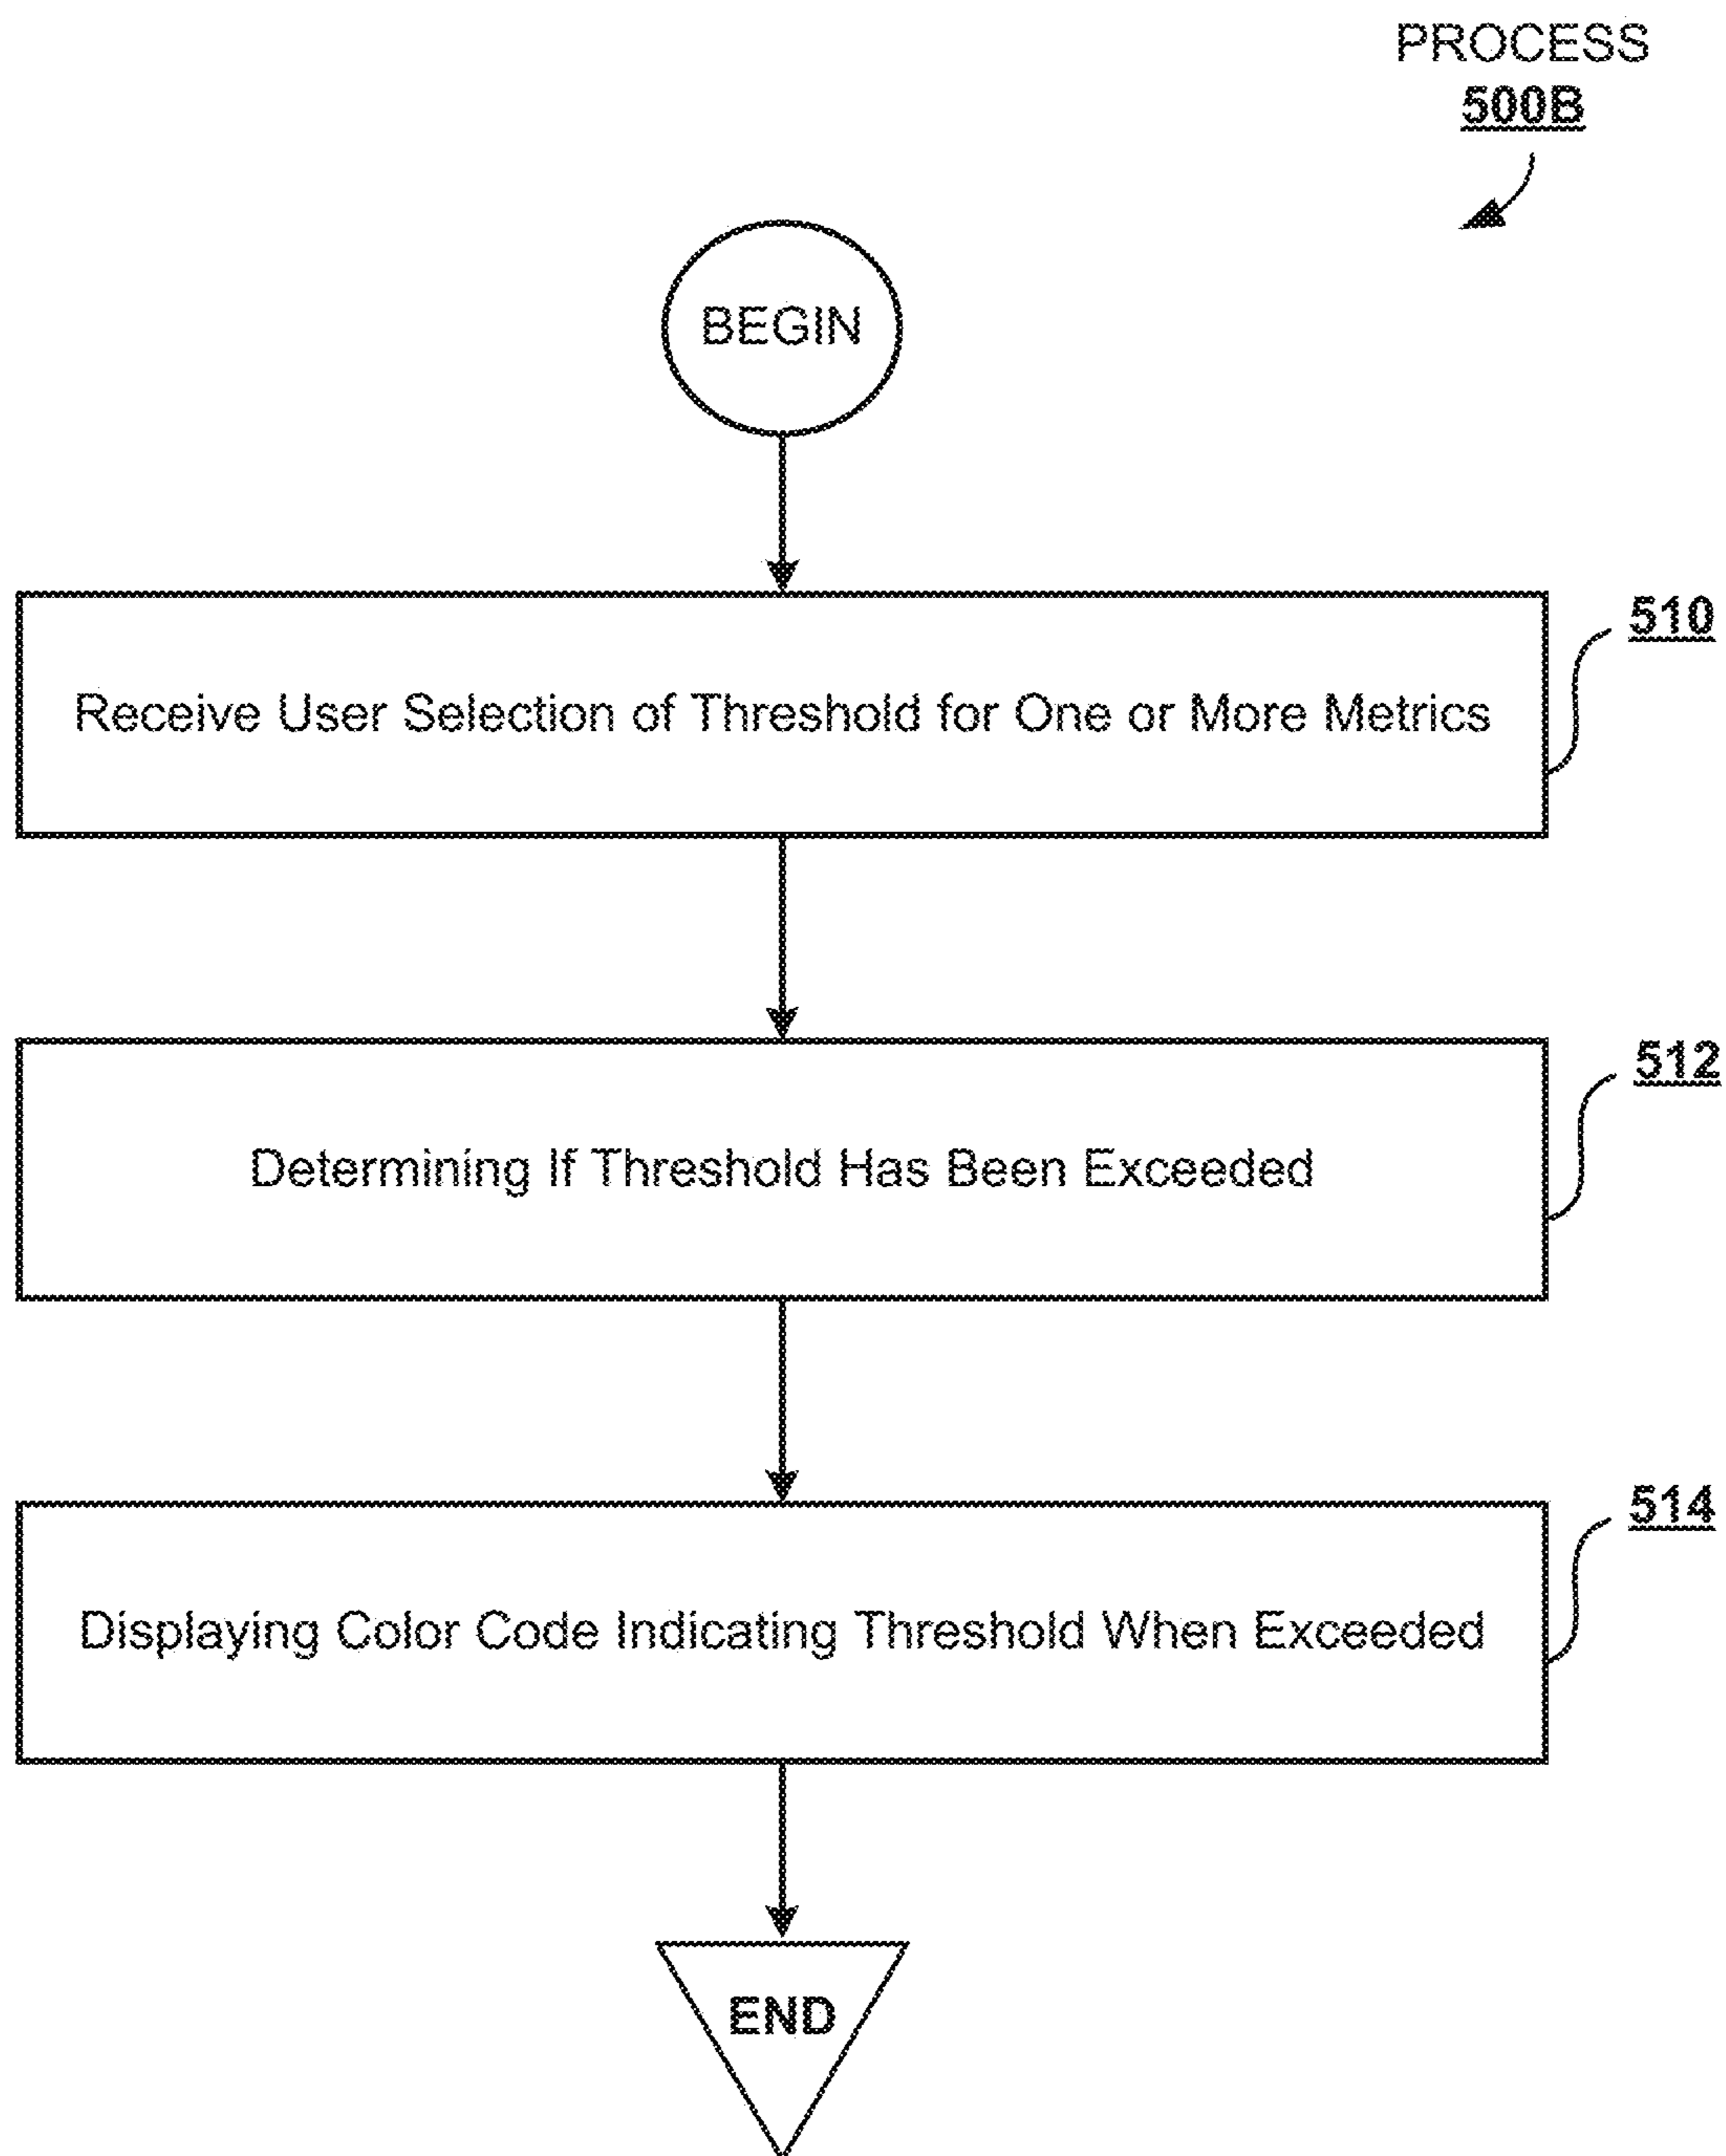 PROCESS
500B
BEGIN
510
Receive User Selection of Threshold for One or More Metrics
512
Determining If Threshold Has Been Exceeded
514
Displaying Color Code Indicating Threshold When Exceeded
END